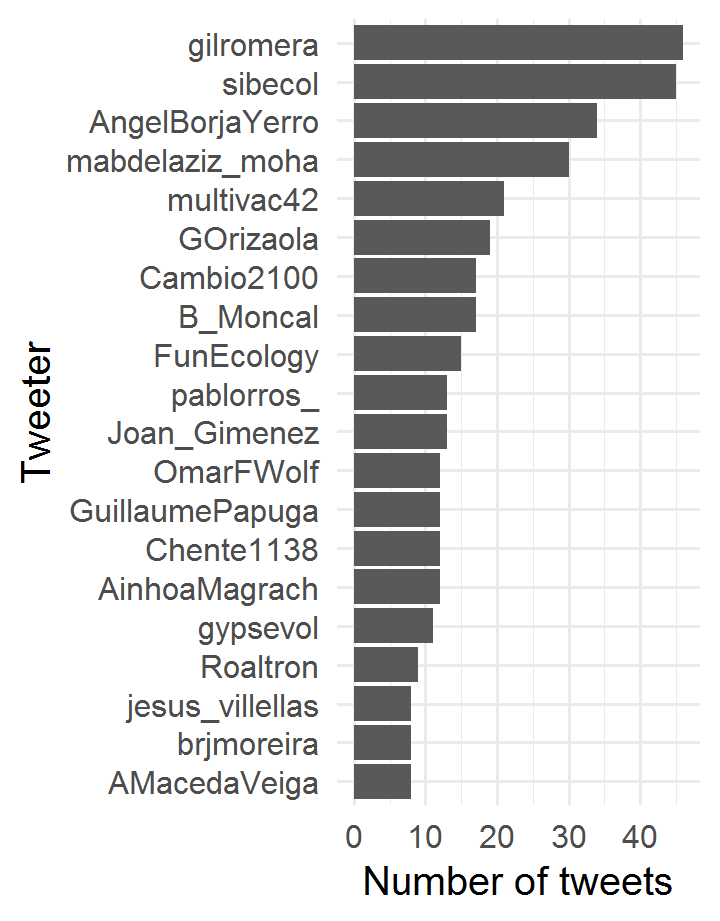 gilromera
sibecol
AngelBorjaYerro
mabdelaziz_moha
multivac42
GOrizaola
Cambio2100
B_Moncal
FunEcology
pablorros_
Joan_Gimenez
OmarFWolf
GuillaumePapuga
Chente1138
AinhoaMagrach
gypsevol
Roaltron
jesus_villellas
brjmoreira
AMacedaVeiga
Tweeter
0 10 20 30 40
Number of tweets